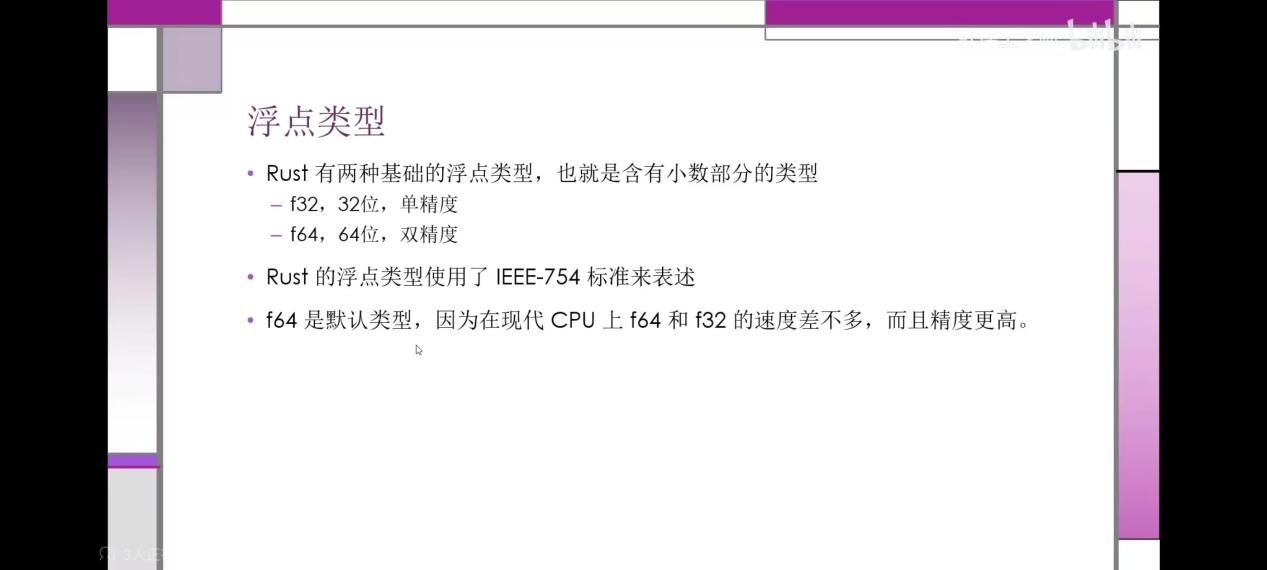 bilibili
浮点类型
• Rust 有两种基础的浮点类型，也就是含有小数部分的类型
– f32，32位，单精度
– f64，64位，双精度
• Rust 的浮点类型使用了 IEEE-754 标准来表述
• f64 是默认类型，因为在现代 CPU 上 f64 和 f32 的速度差不多，而且精度更高。
3人正